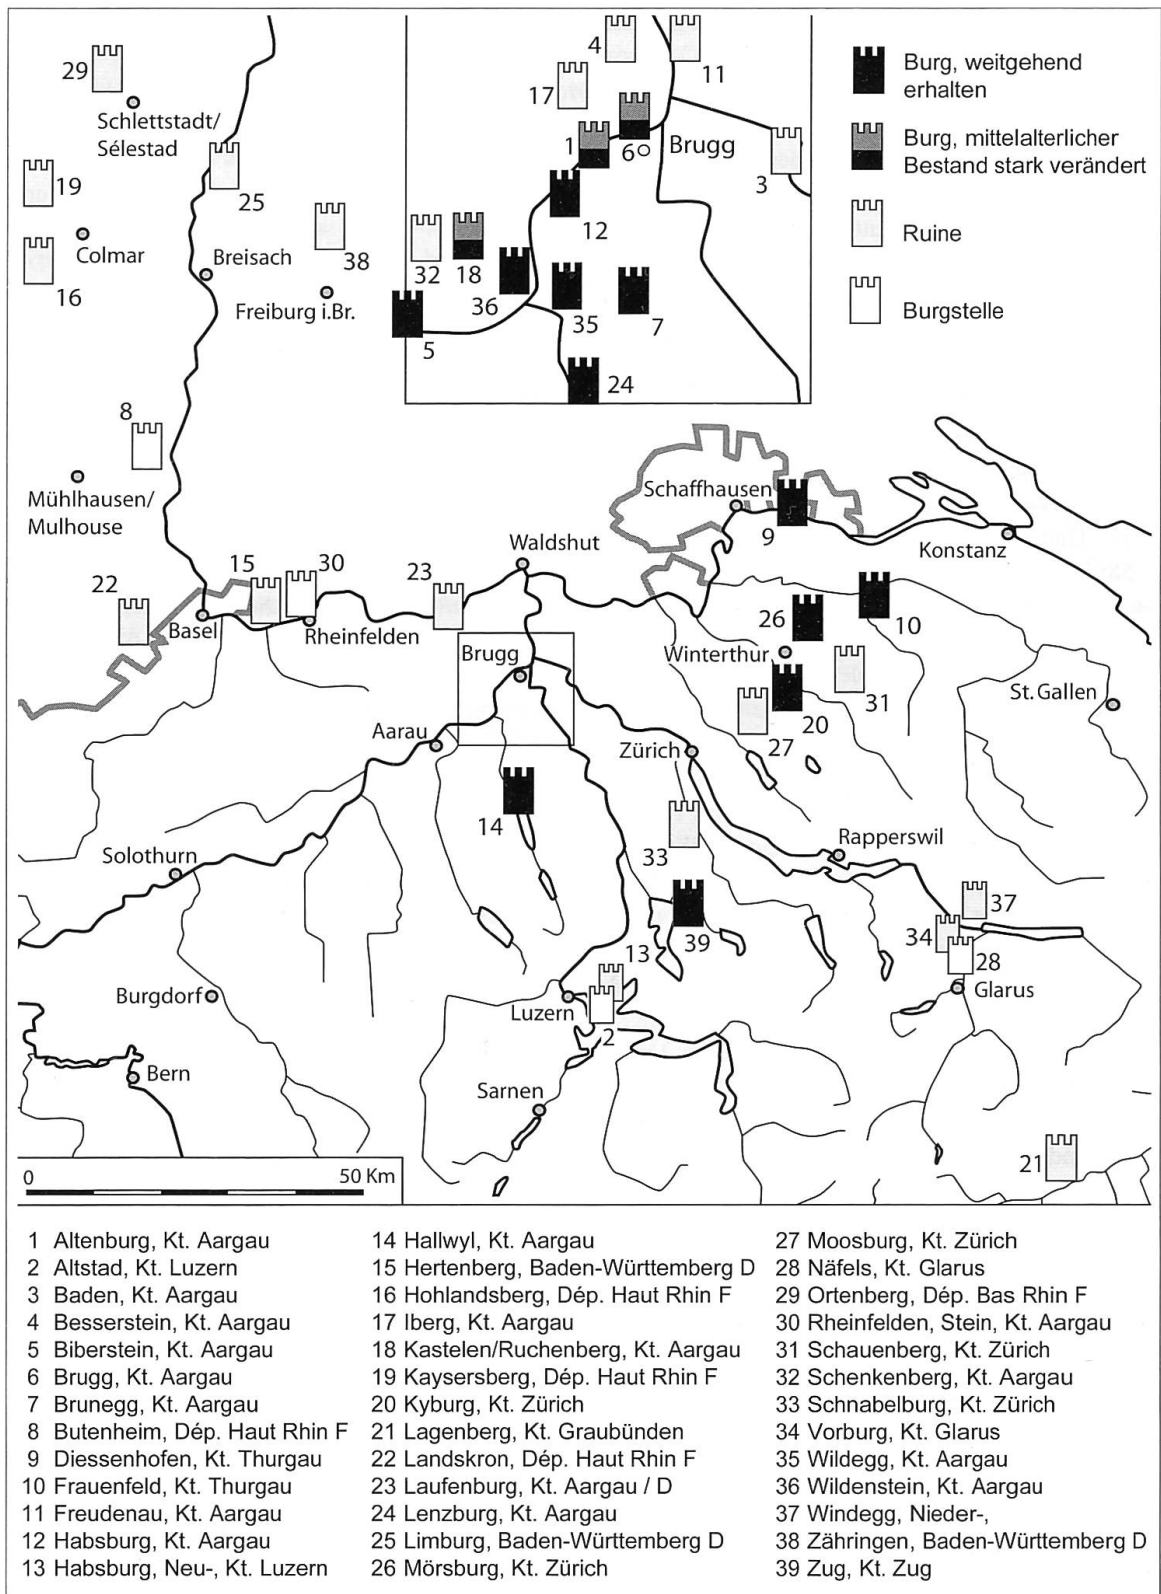 29
Schlettstadt/
Sélestad
19
25
Colmar
Breisach
38
16
Freiburg i.Br.
8
Mühlhausen/
Mulhouse
4
11
17
1
6
Brugg
3
12
32
18
36
35
7
5
24
Burg, weitgehend
erhalten
Burg, mittelalterlicher
Bestand stark verändert
Ruine
Burgstelle
Schaffhausen
9
Konstanz
Waldshut
22
15
30
23
Basel
Rheinfelden
26
10
Winterthur
Brugg
31
St.Gallen
20
27
Aarau
Zürich
14
33
Rapperswil
Solothurn
37
39
34
13
28
Burgdorf
Luzern
Glarus
2
Bern
Sarnen
21
0 50 Km
1 Altenburg, Kt. Aargau
2 Altstad, Kt. Luzern
3 Baden, Kt. Aargau
4 Besserstein, Kt. Aargau
5 Biberstein, Kt. Aargau
6 Brugg, Kt. Aargau
7 Brunegg, Kt. Aargau
8 Butenheim, Dép. Haut Rhin F
9 Diessenhofen, Kt. Thurgau
10 Frauenfeld, Kt. Thurgau
11 Freudenau, Kt. Aargau
12 Habsburg, Kt. Aargau
13 Habsburg, Neu-, Kt. Luzern
14 Hallwyl, Kt. Aargau
15 Hertenberg, Baden-Württemberg D
16 Hohlandsberg, Dép. Haut Rhin F
17 Iberg, Kt. Aargau
18 Kastelen/Ruchenberg, Kt. Aargau
19 Kaysersberg, Dép. Haut Rhin F
20 Kyburg, Kt. Zürich
21 Lagenberg, Kt. Graubünden
22 Landskron, Dép. Haut Rhin F
23 Laufenburg, Kt. Aargau / D
24 Lenzburg, Kt. Aargau
25 Limburg, Baden-Württemberg D
26 Mörsburg, Kt. Zürich
27 Moosburg, Kt. Zürich
28 Näfels, Kt. Glarus
29 Ortenberg, Dép. Bas Rhin F
30 Rheinfelden, Stein, Kt. Aargau
31 Schauenberg, Kt. Zürich
32 Schenkenberg, Kt. Aargau
33 Schnabelburg, Kt. Zürich
34 Vorburg, Kt. Glarus
35 Wildegg, Kt. Aargau
36 Wildenstein, Kt. Aargau
37 Windegg, Nieder-,
38 Zähringen, Baden-Württemberg D
39 Zug, Kt. Zug